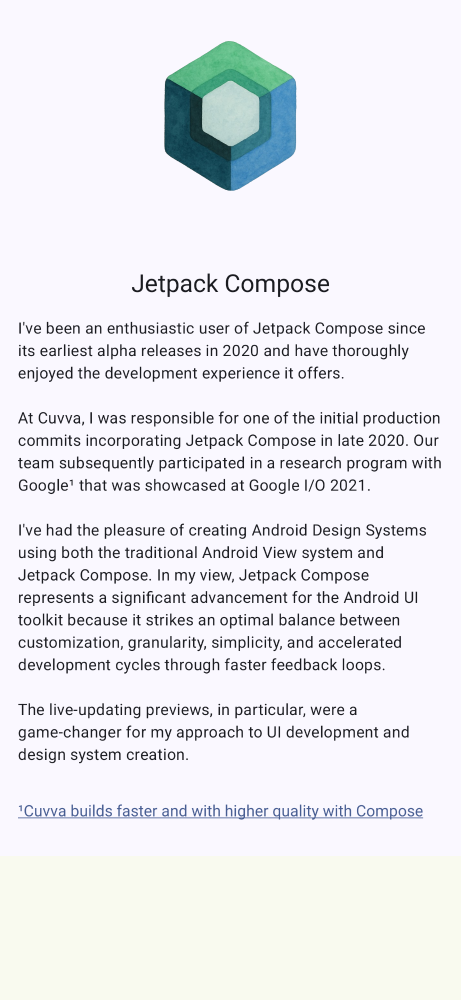 Jetpack Compose
I've been an enthusiastic user of Jetpack Compose since
its earliest alpha releases in 2020 and have thoroughly
enjoyed the development experience it offers.
At Cuvva, I was responsible for one of the initial production
commits incorporating Jetpack Compose in late 2020. Our
team subsequently participated in a research program with
Google¹ that was showcased at Google I/O 2021.
I've had the pleasure of creating Android Design Systems
using both the traditional Android View system and
Jetpack Compose. In my view, Jetpack Compose
represents a significant advancement for the Android UI
toolkit because it strikes an optimal balance between
customization, granularity, simplicity, and accelerated
development cycles through faster feedback loops.
The live-updating previews, in particular, were a
game-changer for my approach to UI development and
design system creation.
¹Cuvva builds faster and with higher quality with Compose